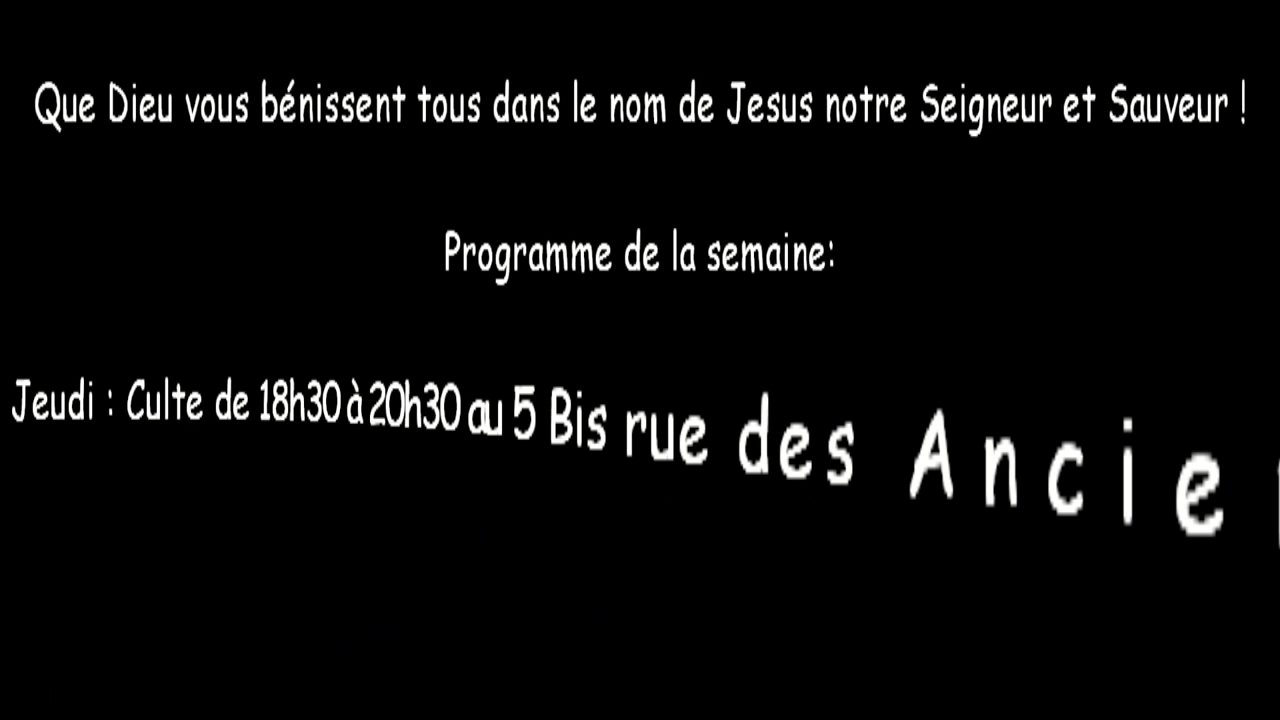 Que Dieu vous bénissent tous dans le nom de Jesus notre Seigneur et Sauveur !
Programme de la semaine:
Jeudi : Culte de 18h30 à 20h30 au 5 Bis rue des Ancie